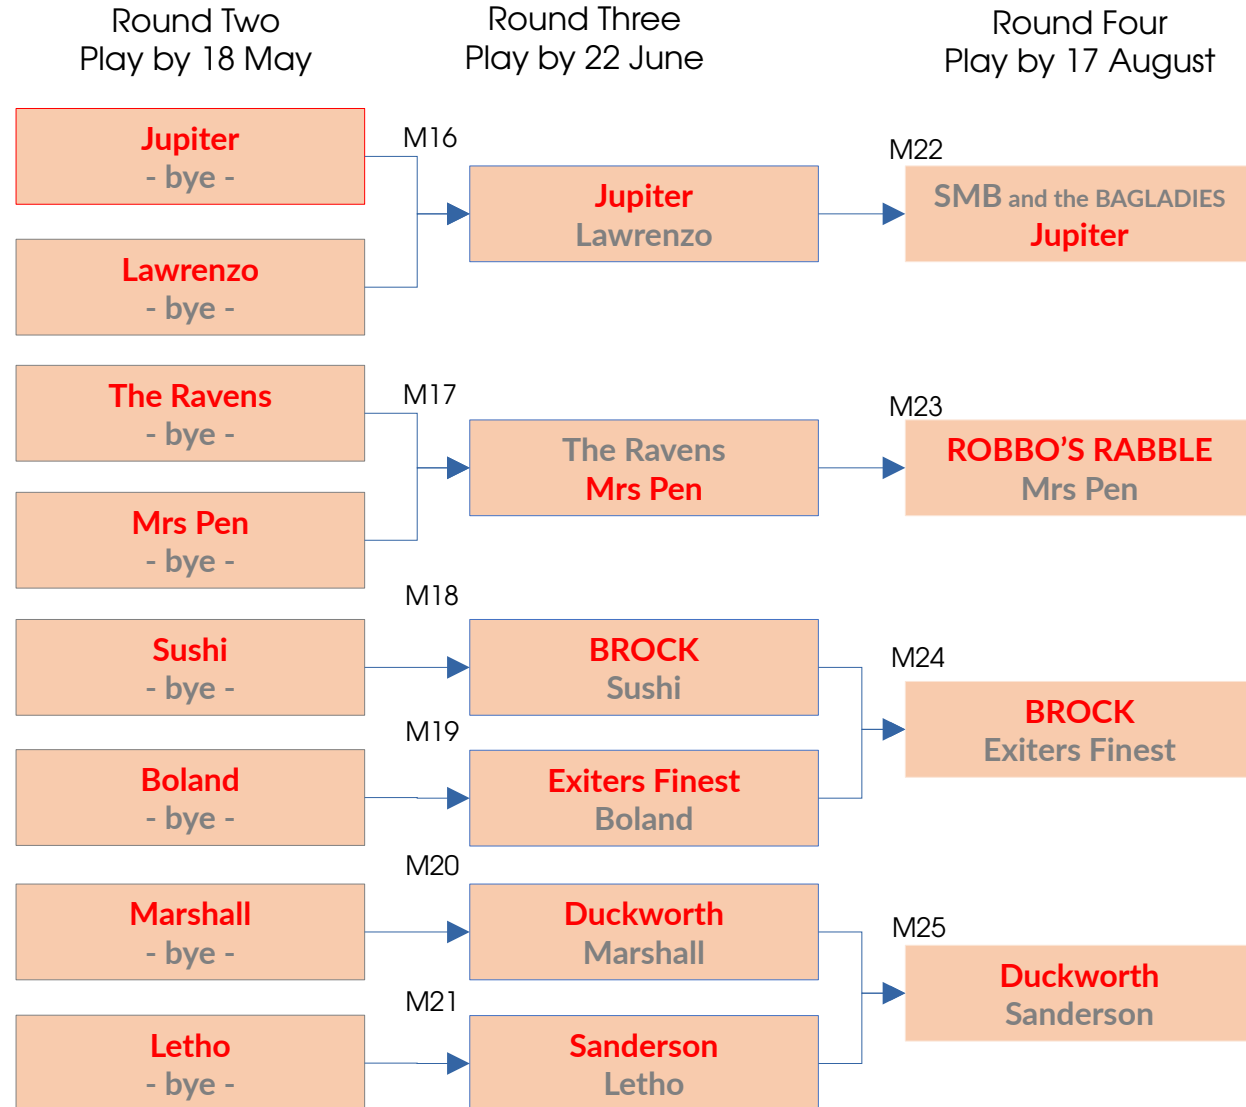 Round Two
Play by 18 May
Round Three
Play by 22 June
Round Four
Play by 17 August
Jupiter
- bye -
Lawrenzo
- bye -
M16
Jupiter
Lawrenzo
M22
SMB and the BAGLADIES
Jupiter
The Ravens
- bye -
Mrs Pen
- bye -
M17
The Ravens
Mrs Pen
M23
ROBBO’S RABBLE
Mrs Pen
Sushi
- bye -
M18
BROCK
Sushi
Boland
- bye -
M19
Exiters Finest
Boland
M24
BROCK
Exiters Finest
Marshall
- bye -
M20
Duckworth
Marshall
Letho
- bye -
M21
Sanderson
Letho
M25
Duckworth
Sanderson